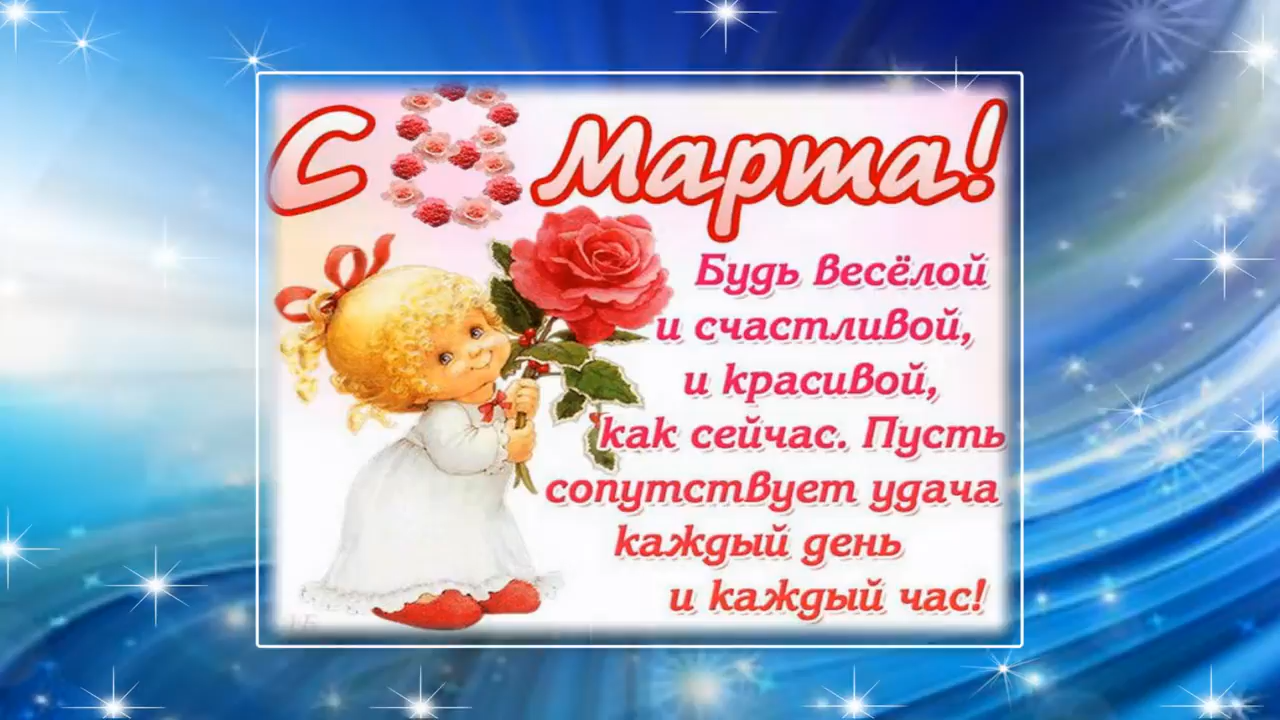 С 8 Марта!
Будь весёлой
и счастливой,
и красивой,
как сейчас. Пусть
сопутствует удача
каждый день
и каждый час!